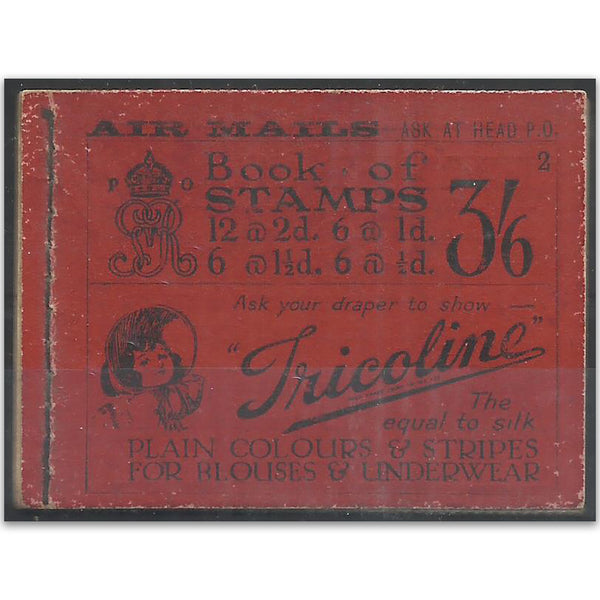 AIR MAILS ASK AT HEAD P.O.
Book of 2
P O
STAMPS 3/6
12 @ 2d. 6 @ 1d.
6 @ 1½d. 6 @ ½d.
Ask your draper to show —
"Tricoline"
The
equal to silk
PLAIN COLOURS & STRIPES
FOR BLOUSES & UNDERWEAR